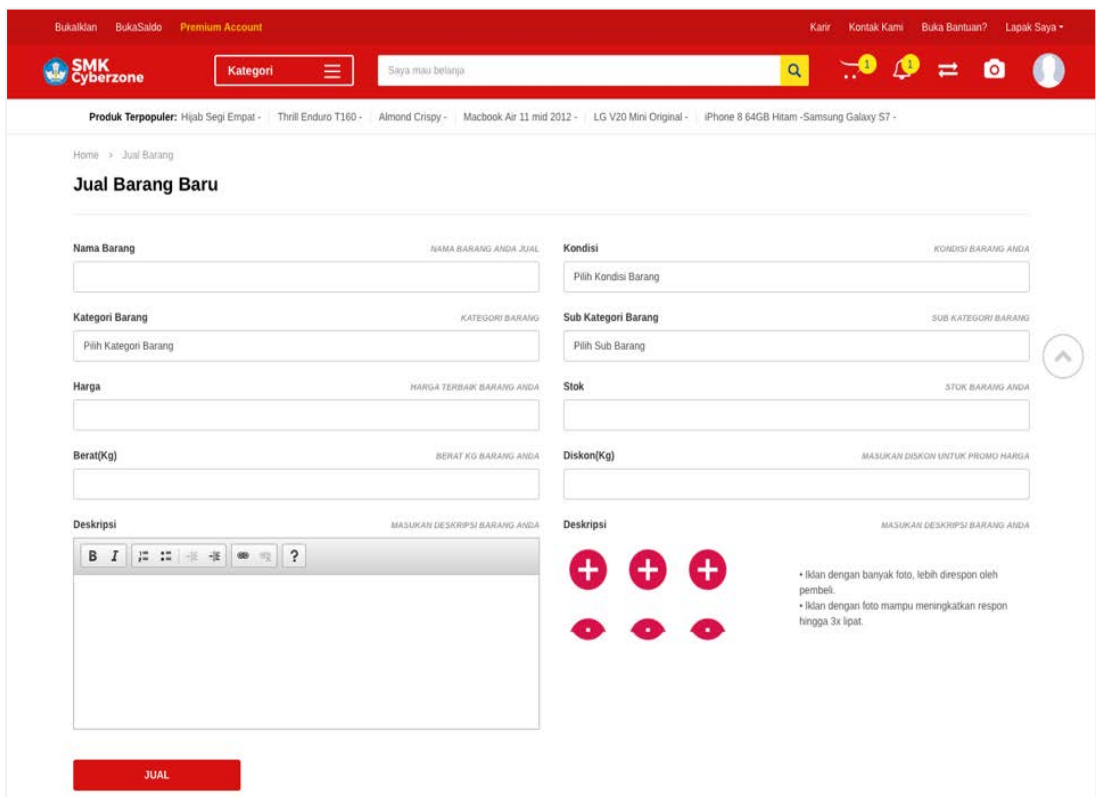 BukaIklan BukaSaldo Premium Account Karir Kontak Kami Buka Bantuan? Lapak Saya
SMK Kategori Saya mau belanja 1 1
Cyberzone
Produk Terpopuler: Hijab Segi Empat - Thrill Enduro T160 - Almond Crispy - Macbook Air 11 mid 2012 - LG V20 Mini Original - iPhone 8 64GB Hitam -Samsung Galaxy S7 -
Home > Jual Barang
Jual Barang Baru
Nama Barang NAMA BARANG ANDA JUAL Kondisi KONDISI BARANG ANDA
Pilih Kondisi Barang
Kategori Barang KATEGORI BARANG Sub Kategori Barang SUB KATEGORI BARANG
Pilih Kategori Barang Pilih Sub Barang
Harga HARGA TERBAIK BARANG ANDA Stok STOK BARANG ANDA
Berat(Kg) BERAT KG BARANG ANDA Diskon(Kg) MASUKAN DISKON UNTUK PROMO HARGA
Deskripsi MASUKAN DESKRIPSI BARANG ANDA Deskripsi MASUKAN DESKRIPSI BARANG ANDA
B I ?
• Iklan dengan banyak foto, lebih direspon oleh
pembeli.
• Iklan dengan foto mampu meningkatkan respon
hingga 3x lipat.
JUAL